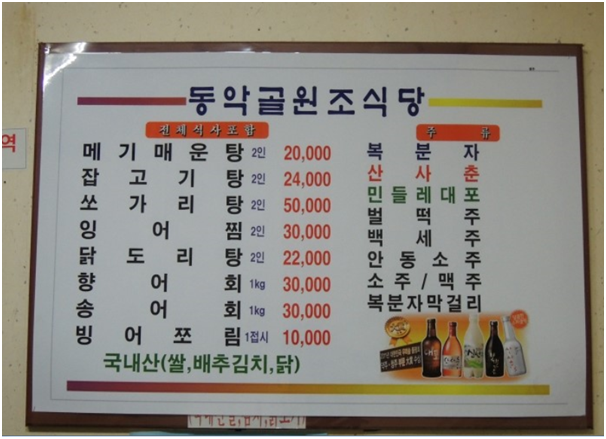 동악골원조식당
전체식사포함
메기매운탕 2인 20,000
잡고기탕 2인 24,000
쏘가리탕 2인 50,000
잉어찜 2인 30,000
닭도리탕 2인 22,000
향어회 1kg 30,000
송어회 1kg 30,000
빙어쪼림 1접시 10,000
국내산(쌀,배추김치,닭)
주류
복분자
산사춘
민들레대포
벌떡주
백세주
안동소주
소주/맥주
복분자막걸리
역